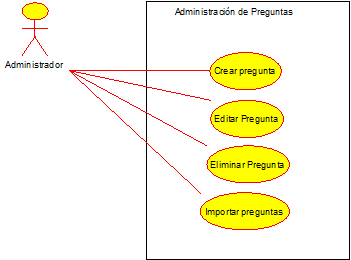 Administración de Preguntas
Administrador
Crear pregunta
Editar Pregunta
Eliminar Pregunta
Importar preguntas